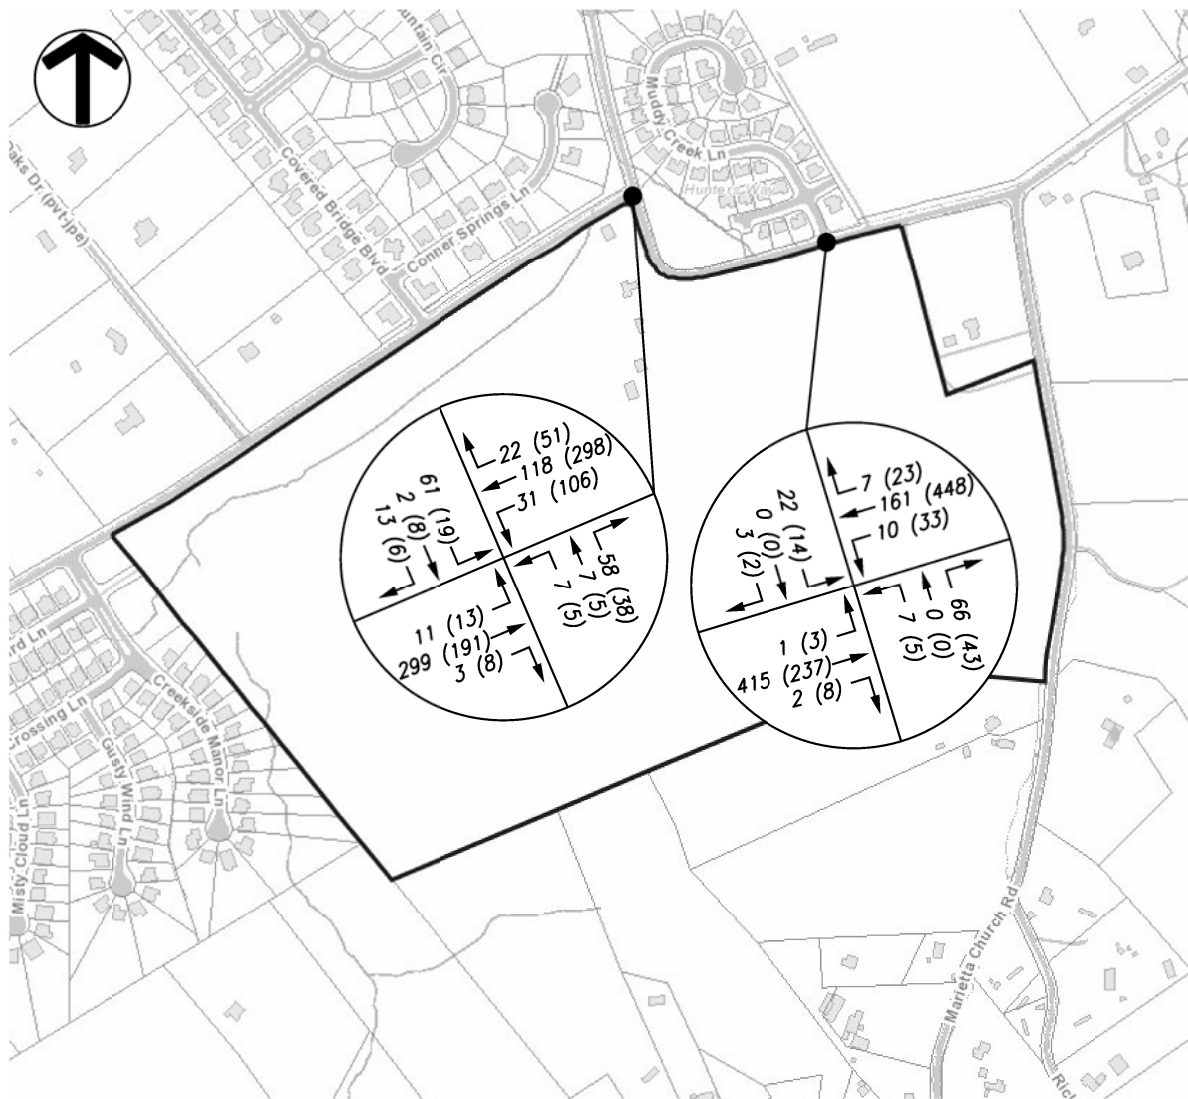 Muddy Creek Ln
Hunters Way
Oaks Dr (pvt-jpe)
Covered Bridge Blvd
Conner Springs Ln
22 (51)
118 (298)
31 (106)
61 (19)
2 (8)
13 (6)
58 (38)
7 (5)
7 (5)
11 (13)
299 (191)
3 (8)
7 (23)
161 (448)
10 (33)
22 (14)
0 (0)
3 (2)
66 (43)
0 (0)
7 (5)
1 (3)
415 (237)
2 (8)
Creekside Manor Ln
Crossing Ln
Gusty Wind Ln
Misty Cloud Ln
Marietta Church Rd